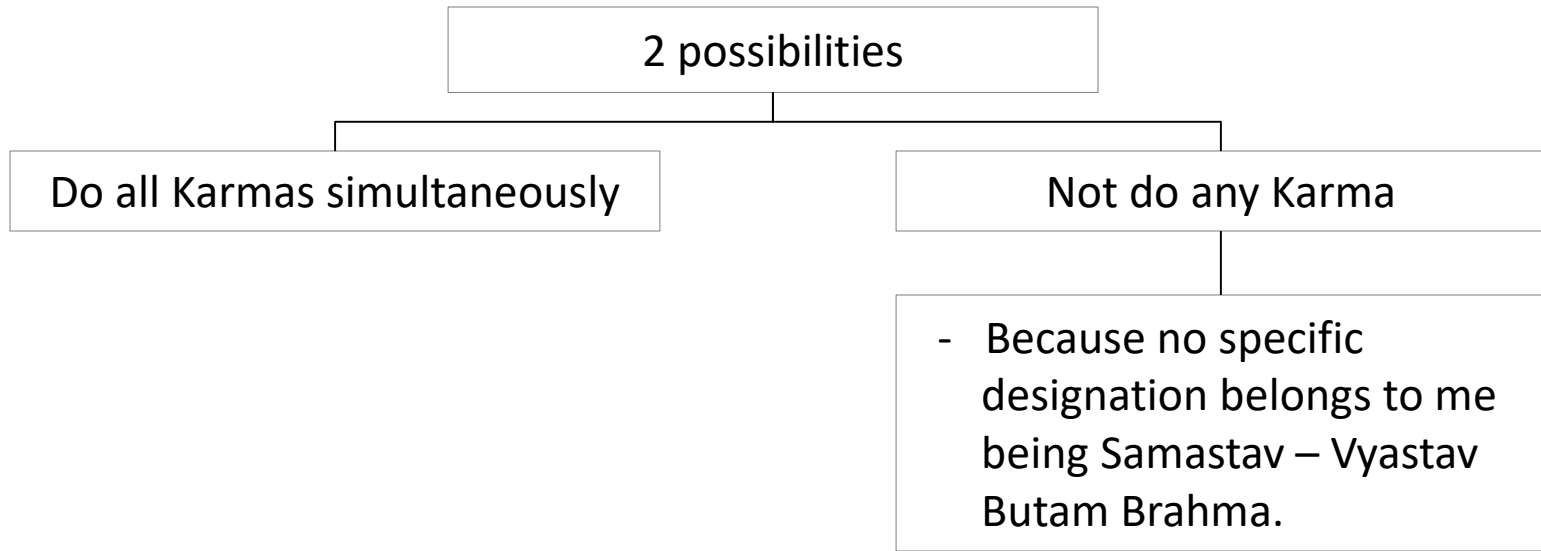 2 possibilities
Do all Karmas simultaneously
Not do any Karma
- Because no specific
designation belongs to me
being Samastav – Vyastav
Butam Brahma.